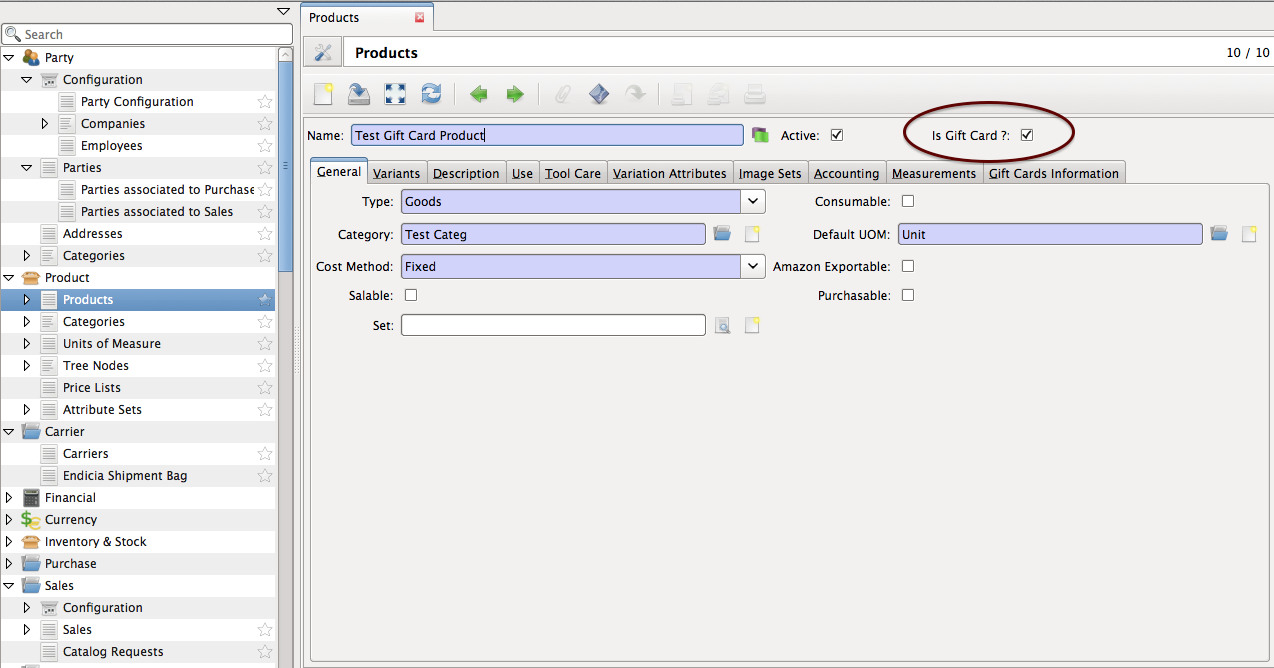 Search
Party
Configuration
Party Configuration
Companies
Employees
Parties
Parties associated to Purchase
Parties associated to Sales
Addresses
Categories
Product
Products
Categories
Units of Measure
Tree Nodes
Price Lists
Attribute Sets
Carrier
Carriers
Endicia Shipment Bag
Financial
Currency
Inventory & Stock
Purchase
Sales
Configuration
Sales
Catalog Requests
Products
Products 10 / 10
Name: Test Gift Card Product Active: Is Gift Card ?:
General Variants Description Use Tool Care Variation Attributes Image Sets Accounting Measurements Gift Cards Information
Type: Goods Consumable:
Category: Test Categ Default UOM: Unit
Cost Method: Fixed Amazon Exportable:
Salable: Purchasable:
Set: